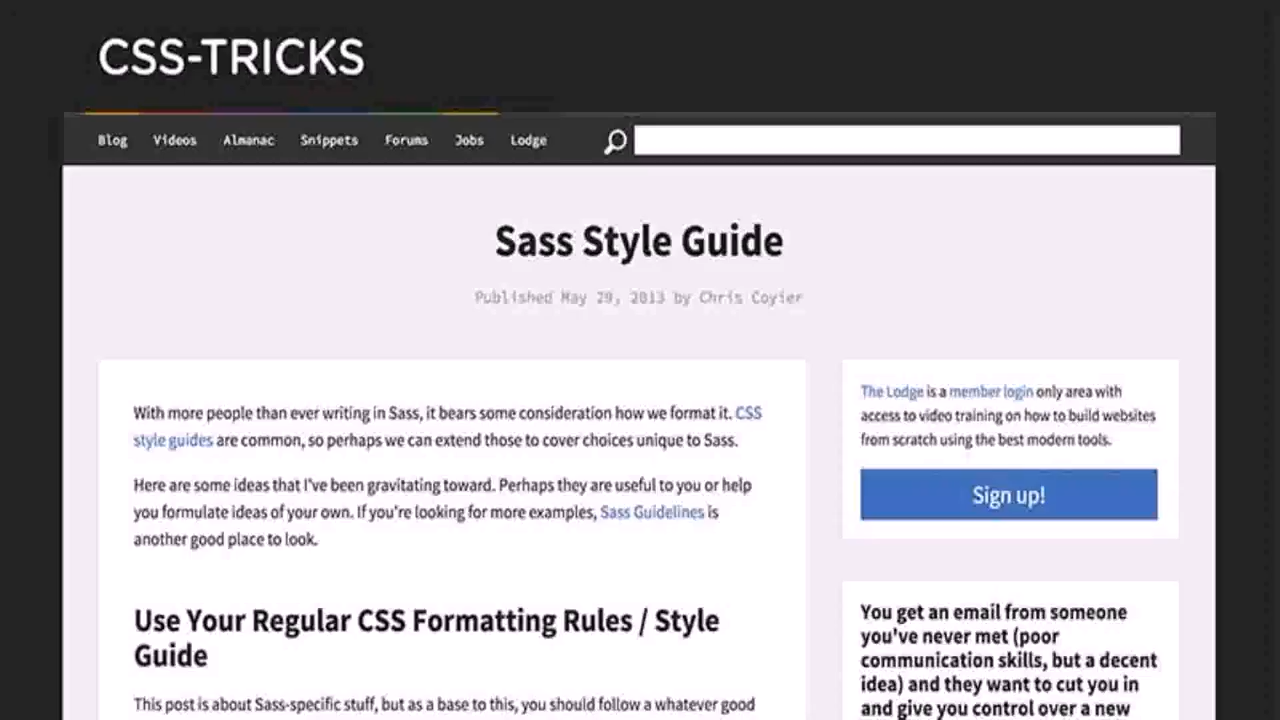 CSS-TRICKS
Blog Videos Almanac Snippets Forums Jobs Lodge
Sass Style Guide
Published May 29, 2013 by Chris Coyier
With more people than ever writing in Sass, it bears some consideration how we format it. CSS
style guides are common, so perhaps we can extend those to cover choices unique to Sass.
Here are some ideas that I've been gravitating toward. Perhaps they are useful to you or help
you formulate ideas of your own. If you're looking for more examples, Sass Guidelines is
another good place to look.
Use Your Regular CSS Formatting Rules / Style
Guide
This post is about Sass-specific stuff, but as a base to this, you should follow a whatever good
The Lodge is a member login only area with
access to video training on how to build websites
from scratch using the best modern tools.
Sign up!
You get an email from someone
you've never met (poor
communication skills, but a decent
idea) and they want to cut you in
and give you control over a new